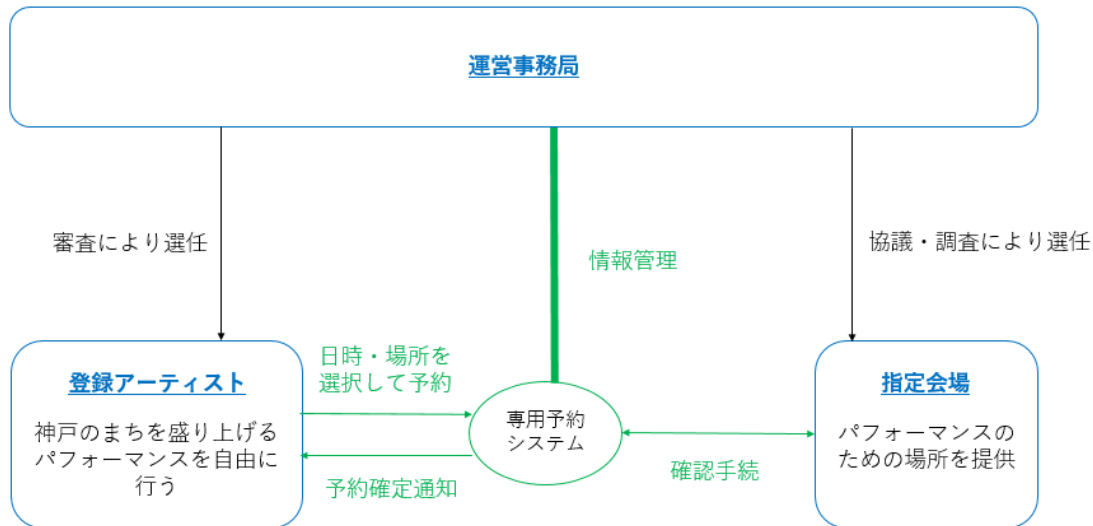 運営事務局
審査により選任
情報管理
協議・調査により選任
登録アーティスト
神戸のまちを盛り上げる
パフォーマンスを自由に
行う
日時・場所を
選択して予約
予約確定通知
専用予約
システム
確認手続
指定会場
パフォーマンスの
ための場所を提供